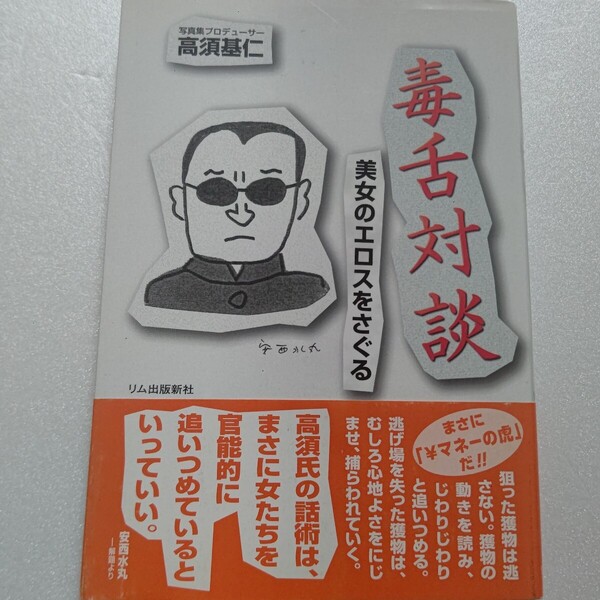 写真集プロデューサー
高須基仁
毒舌対談
美女のエロスをさぐる
安西水丸
リム出版新社
まさに
「¥マネーの虎」
だ!!
狙った獲物は逃
さない。獲物の
動きを読み、
じわりじわり
と追いつめる。
逃げ場を失った獲物は、
むしろ心地よさをにじ
ませ、捕らわれていく。
高須氏の話術は、
まさに女たちを
官能的に
追いつめていると
いっていい。
安西水丸
―解題より